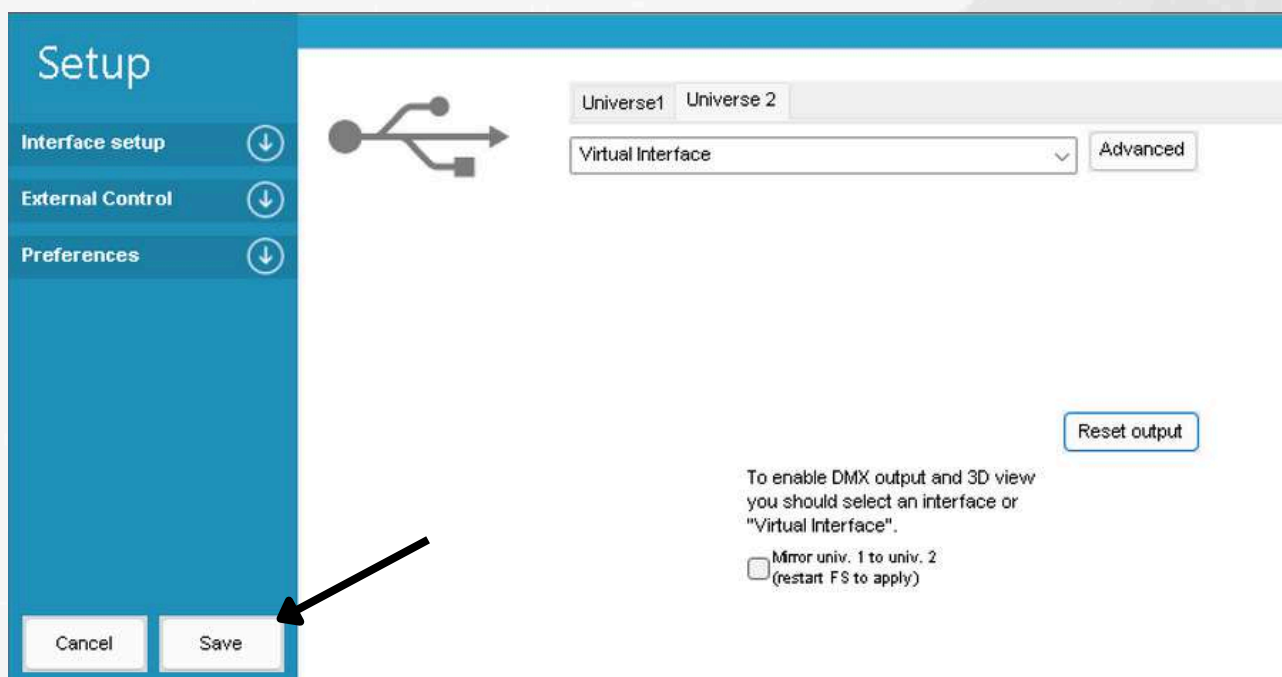 Setup
Interface setup
External Control
Preferences
Cancel
Save
Universe1
Universe 2
Virtual Interface
Advanced
Reset output
To enable DMX output and 3D view
you should select an interface or
"Virtual Interface".
Mirror univ. 1 to univ. 2
(restart FS to apply)